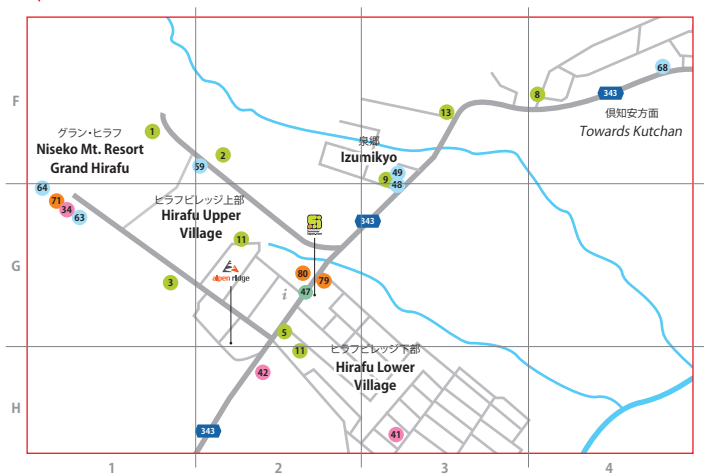 F
G
H
68
343
8
倶知安方面
Towards Kutchan
13
1
グラン・ヒラフ
Niseko Mt. Resort
Grand Hirafu
2
59
泉郷
Izumikyo
49
9
48
64
71
34
63
ヒラフビレッジ上部
Hirafu Upper
Village
343
11
alpen ridge
3
80
79
i
47
5
11
ヒラフビレッジ下部
Hirafu Lower
Village
42
343
41
1
2
3
4